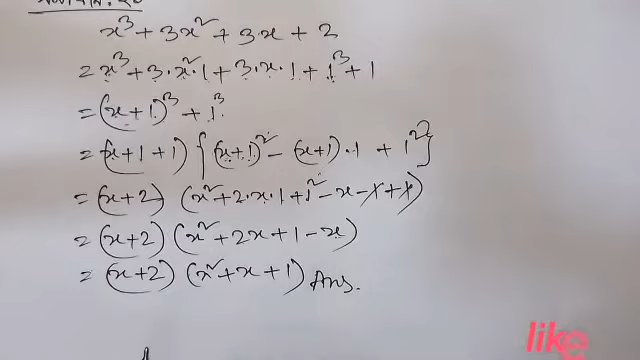 x³ + 3x² + 3x + 2
= x³ + 3·x²·1 + 3·x·1 + 1³ + 1
= (x+1)³ + 1³
= (x+1+1) {(x+1)² - (x+1)·1 + 1²}
= (x+2) (x² + 2·x·1 + 1² - x - 1 + 1)
= (x+2) (x² + 2x + 1 - x)
= (x+2) (x² + x + 1) Ans.
like